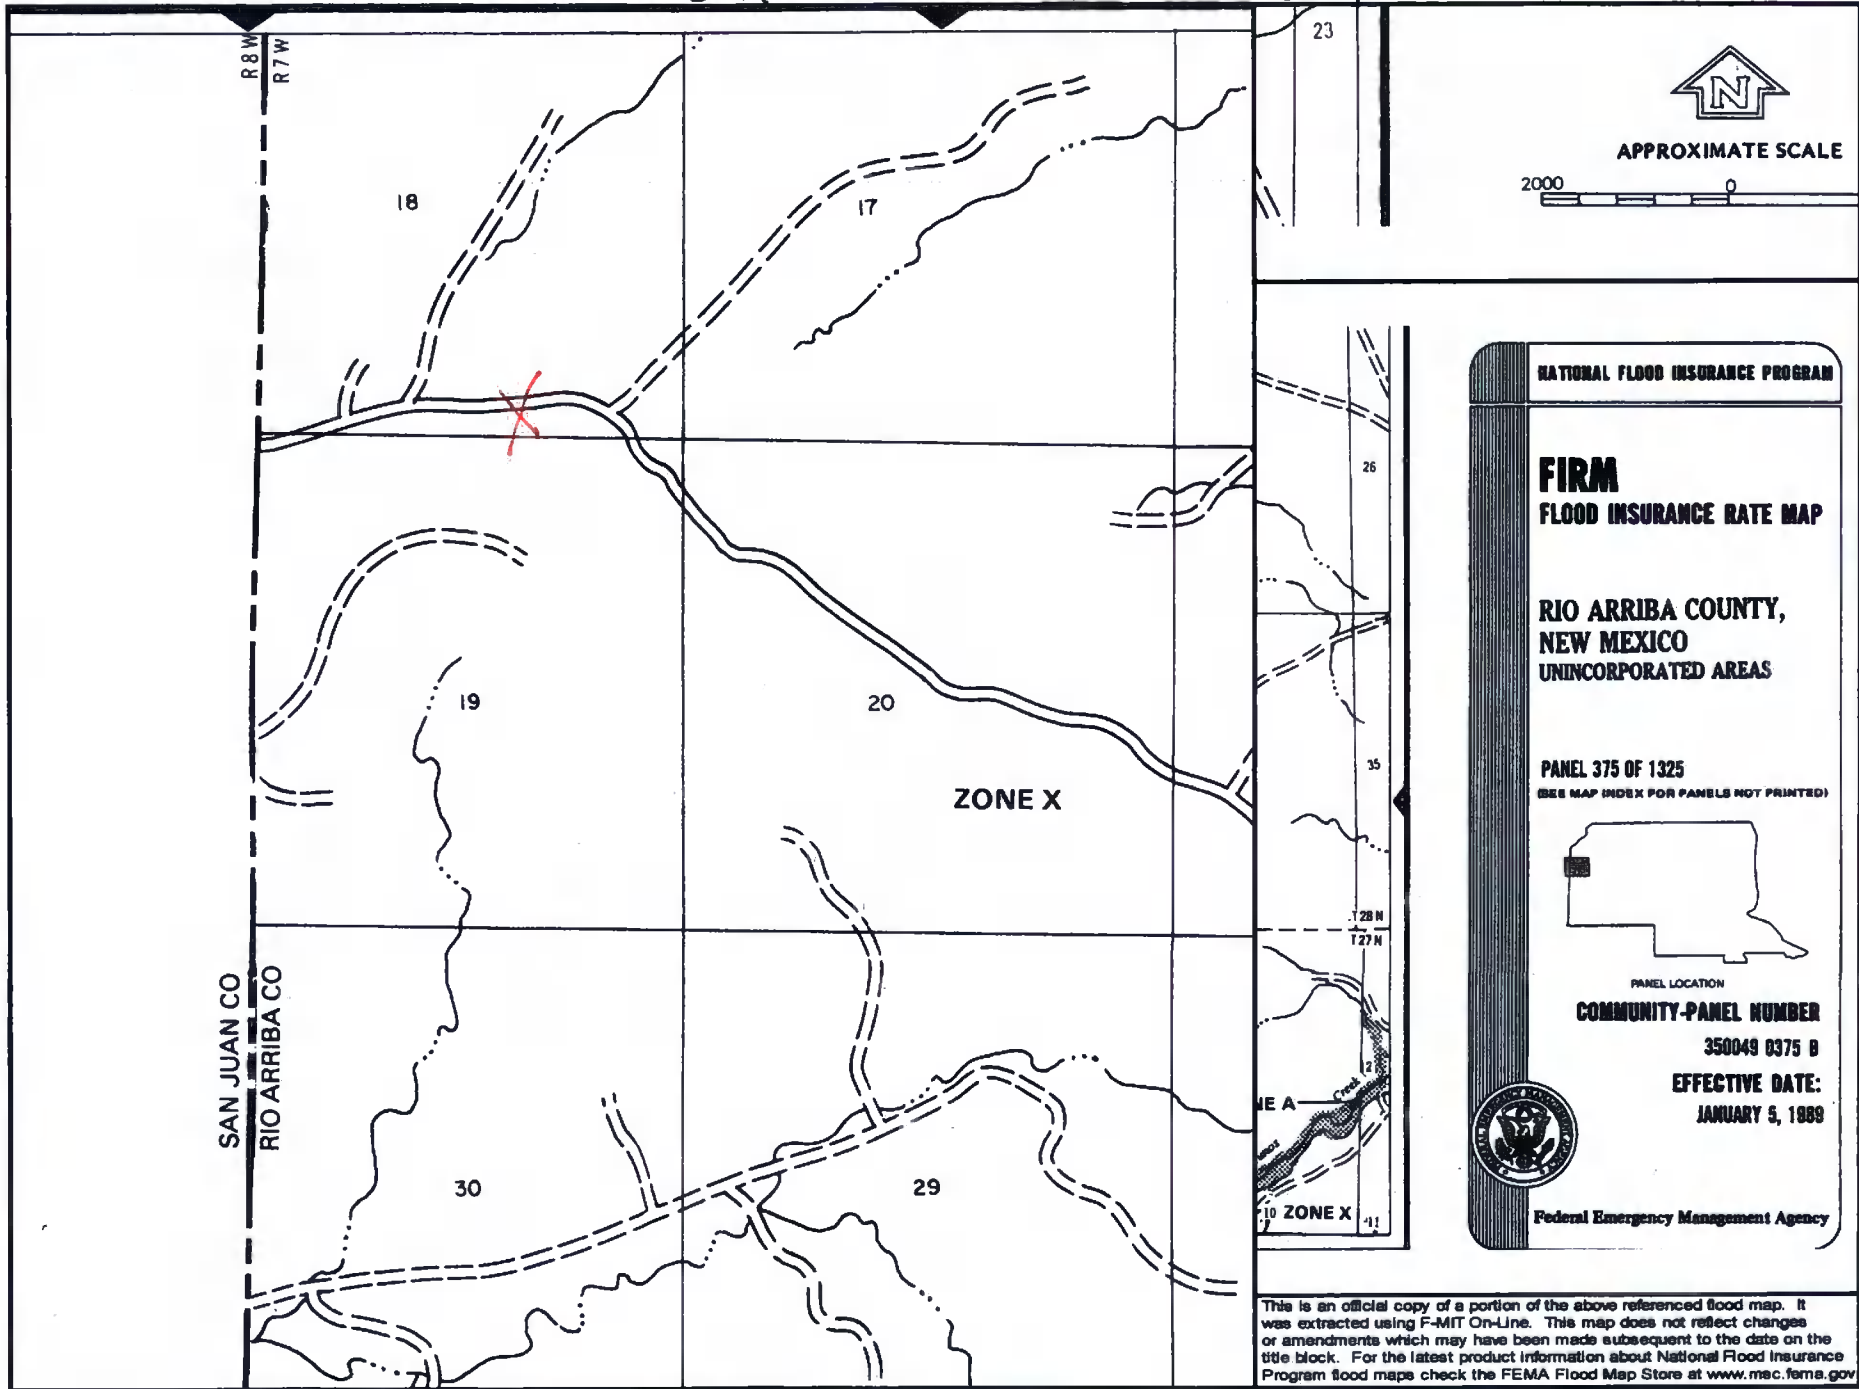 R 8 W
R 7 W
18
17
19
20
ZONE X
SAN JUAN CO
RIO ARRIBA CO
30
29
23
26
35
T 28 N
T 27 N
2
Creek
NE A
10 ZONE X 11
N
APPROXIMATE SCALE
2000 0
NATIONAL FLOOD INSURANCE PROGRAM
FIRM
FLOOD INSURANCE RATE MAP
RIO ARRIBA COUNTY,
NEW MEXICO
UNINCORPORATED AREAS
PANEL 375 OF 1325
(SEE MAP INDEX FOR PANELS NOT PRINTED)
PANEL LOCATION
COMMUNITY-PANEL NUMBER
350049 0375 B
EFFECTIVE DATE:
JANUARY 5, 1989
Federal Emergency Management Agency
This is an official copy of a portion of the above referenced flood map. It
was extracted using F-MIT On-Line. This map does not reflect changes
or amendments which may have been made subsequent to the date on the
title block. For the latest product information about National Flood Insurance
Program flood maps check the FEMA Flood Map Store at www.msc.fema.gov